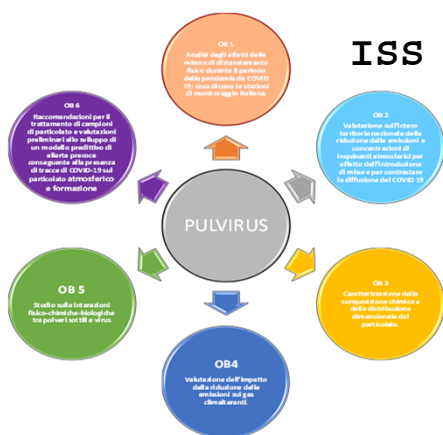 ISS
OB 1
Analisi degli effetti delle
misure di distanziamento
fisico durante il periodo
della pandemia da COVID
19: cosa dicono le stazioni
di monitoraggio italiane.
OB 2
Valutazione sull'intero
territorio nazionale della
riduzione delle emissioni e
concentrazioni di
inquinanti atmosferici per
effetto dell'introduzione
di misure per contrastare
la diffusione del COVID 19
OB 3
Caratterizzazione della
composizione chimica e
della distribuzione
dimensionale del
particolato.
OB4
Valutazione dell'impatto
della riduzione delle
emissioni sui gas
climalteranti.
OB 5
Studio sulle interazioni
fisico-chimiche-biologiche
tra polveri sottili e virus
OB 6
Raccomandazioni per il
trattamento di campioni
di particolato e valutazioni
preliminari allo sviluppo di
un modello predittivo di
allerta precoce
conseguente alla presenza
di tracce di COVID-19 sul
particolato atmosferico
e formazione
PULVIRUS